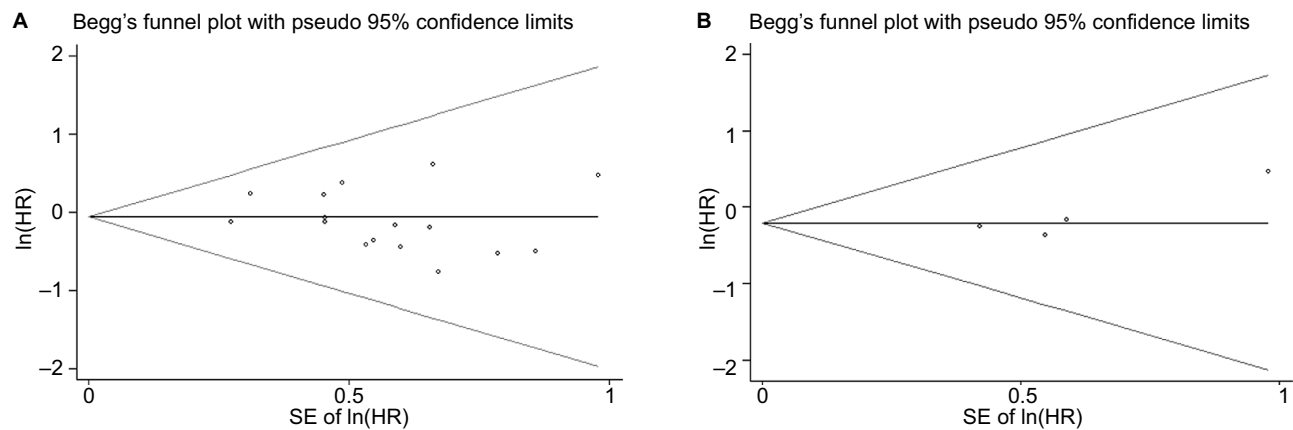 A Begg’s funnel plot with pseudo 95% confidence limits
2
1
0
–1
–2
ln(HR)
0 0.5 1
SE of ln(HR)
B Begg’s funnel plot with pseudo 95% confidence limits
2
1
0
–1
–2
ln(HR)
0 0.5 1
SE of ln(HR)